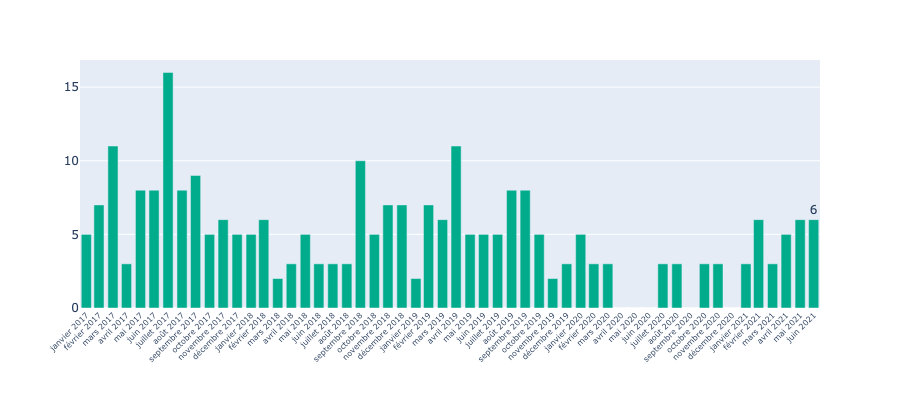 15
10
5
0
6
janvier 2017
février 2017
mars 2017
avril 2017
mai 2017
juin 2017
juillet 2017
août 2017
septembre 2017
octobre 2017
novembre 2017
décembre 2017
janvier 2018
février 2018
mars 2018
avril 2018
mai 2018
juin 2018
juillet 2018
août 2018
septembre 2018
octobre 2018
novembre 2018
décembre 2018
janvier 2019
février 2019
mars 2019
avril 2019
mai 2019
juin 2019
juillet 2019
août 2019
septembre 2019
octobre 2019
novembre 2019
décembre 2019
janvier 2020
février 2020
mars 2020
avril 2020
mai 2020
juin 2020
juillet 2020
août 2020
septembre 2020
octobre 2020
novembre 2020
décembre 2020
janvier 2021
février 2021
mars 2021
avril 2021
mai 2021
juin 2021